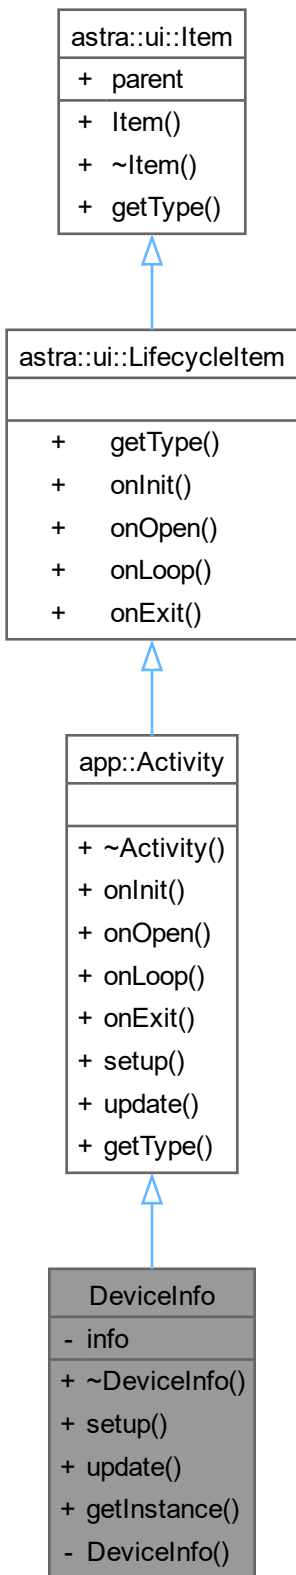 astra::ui::Item
+ parent
+ Item()
+ ~Item()
+ getType()
astra::ui::LifecycleItem
+ getType()
+ onInit()
+ onOpen()
+ onLoop()
+ onExit()
app::Activity
+ ~Activity()
+ onInit()
+ onOpen()
+ onLoop()
+ onExit()
+ setup()
+ update()
+ getType()
DeviceInfo
- info
+ ~DeviceInfo()
+ setup()
+ update()
+ getInstance()
- DeviceInfo()